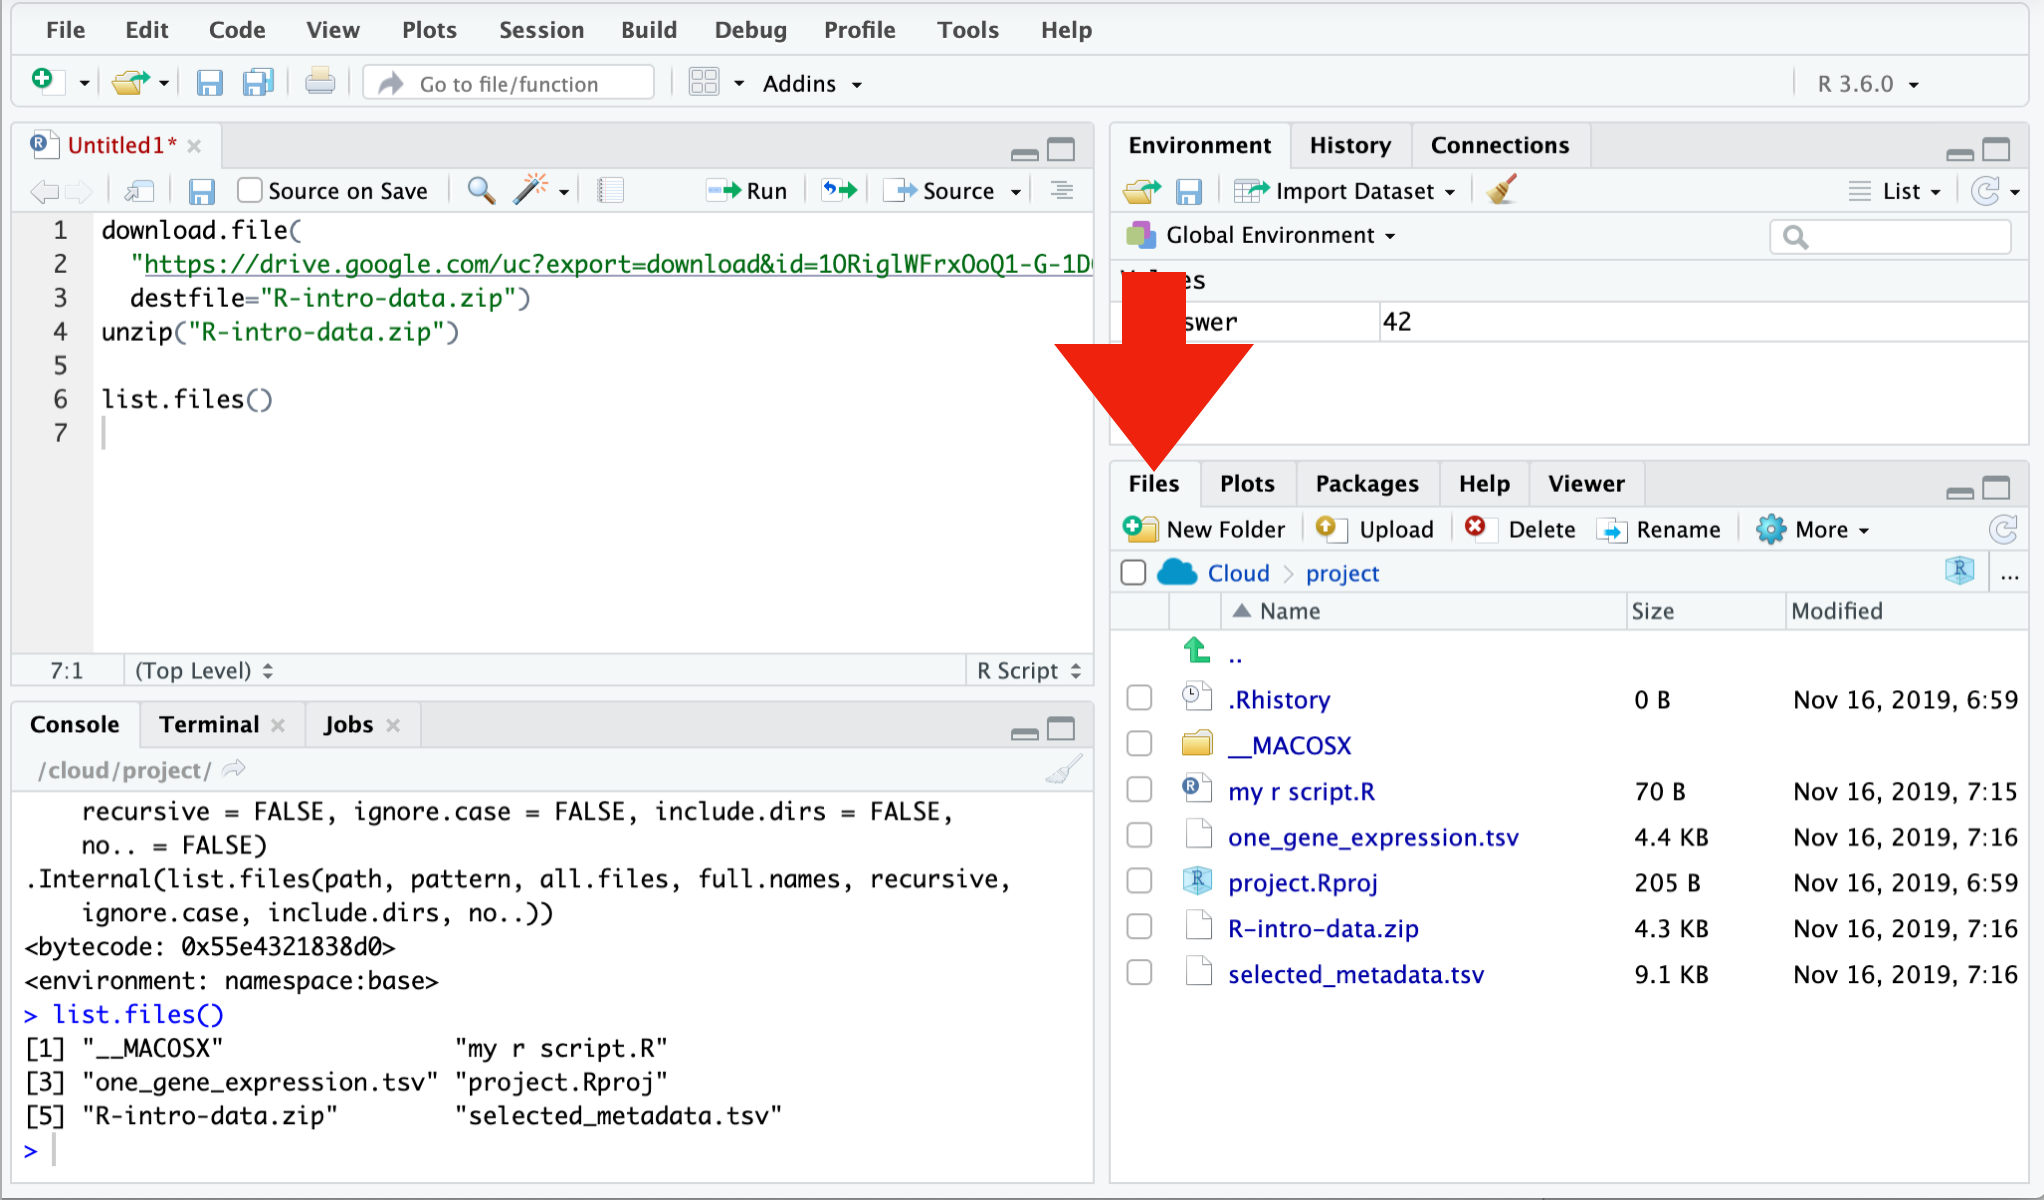 File Edit Code View Plots Session Build Debug Profile Tools Help
Go to file/function Addins R 3.6.0
Untitled1*
Source on Save Run Source
1 download.file(
2 "https://drive.google.com/uc?export=download&id=1ORiglWFrxOoQ1-G-1D
3 destfile="R-intro-data.zip")
4 unzip("R-intro-data.zip")
5
6 list.files()
7
7:1 (Top Level) R Script
Console Terminal Jobs
/cloud/project/
recursive = FALSE, ignore.case = FALSE, include.dirs = FALSE,
no.. = FALSE)
.Internal(list.files(path, pattern, all.files, full.names, recursive,
ignore.case, include.dirs, no..))
<bytecode: 0x55e4321838d0>
<environment: namespace:base>
> list.files()
[1] "__MACOSX" "my r script.R"
[3] "one_gene_expression.tsv" "project.Rproj"
[5] "R-intro-data.zip" "selected_metadata.tsv"
>
Environment History Connections
Import Dataset List
Global Environment
es
swer 42
Files Plots Packages Help Viewer
New Folder Upload Delete Rename More
Cloud project ...
Name Size Modified
..
.Rhistory 0 B Nov 16, 2019, 6:59
__MACOSX
my r script.R 70 B Nov 16, 2019, 7:15
one_gene_expression.tsv 4.4 KB Nov 16, 2019, 7:16
project.Rproj 205 B Nov 16, 2019, 6:59
R-intro-data.zip 4.3 KB Nov 16, 2019, 7:16
selected_metadata.tsv 9.1 KB Nov 16, 2019, 7:16